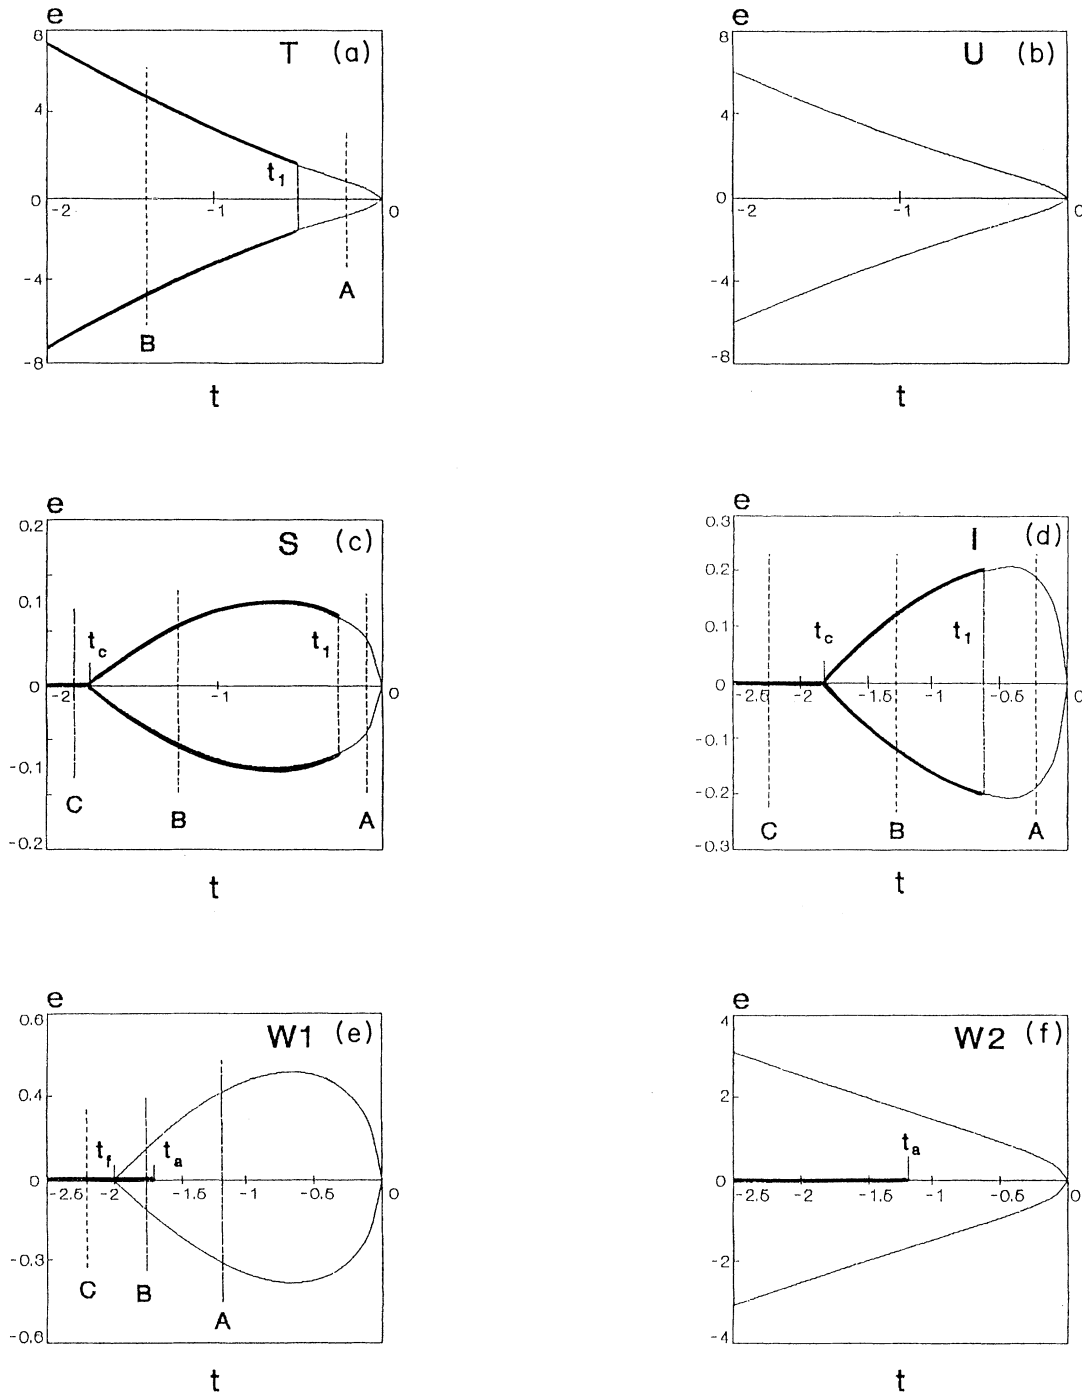 e
8
T (a)
4
t₁
0
-2
-1
0
A
-4
B
-8
t
e
8
U (b)
4
0
-2
-1
0
-4
-8
t
e
0.2
S (c)
0.1
t_c
t₁
0
-2
-1
0
-0.1
C
B
A
-0.2
t
e
0.3
I (d)
0.2
0.1
t_c
t₁
0
-2.5
-2
-1.5
-1
-0.5
0
-0.1
-0.2
C
B
A
-0.3
t
e
0.6
W1 (e)
0.4
t_f
t_a
0
-2.5
-2
-1.5
-1
-0.5
0
-0.3
C
B
A
-0.6
t
e
4
W2 (f)
2
t_a
0
-2.5
-2
-1.5
-1
-0.5
0
-2
-4
t